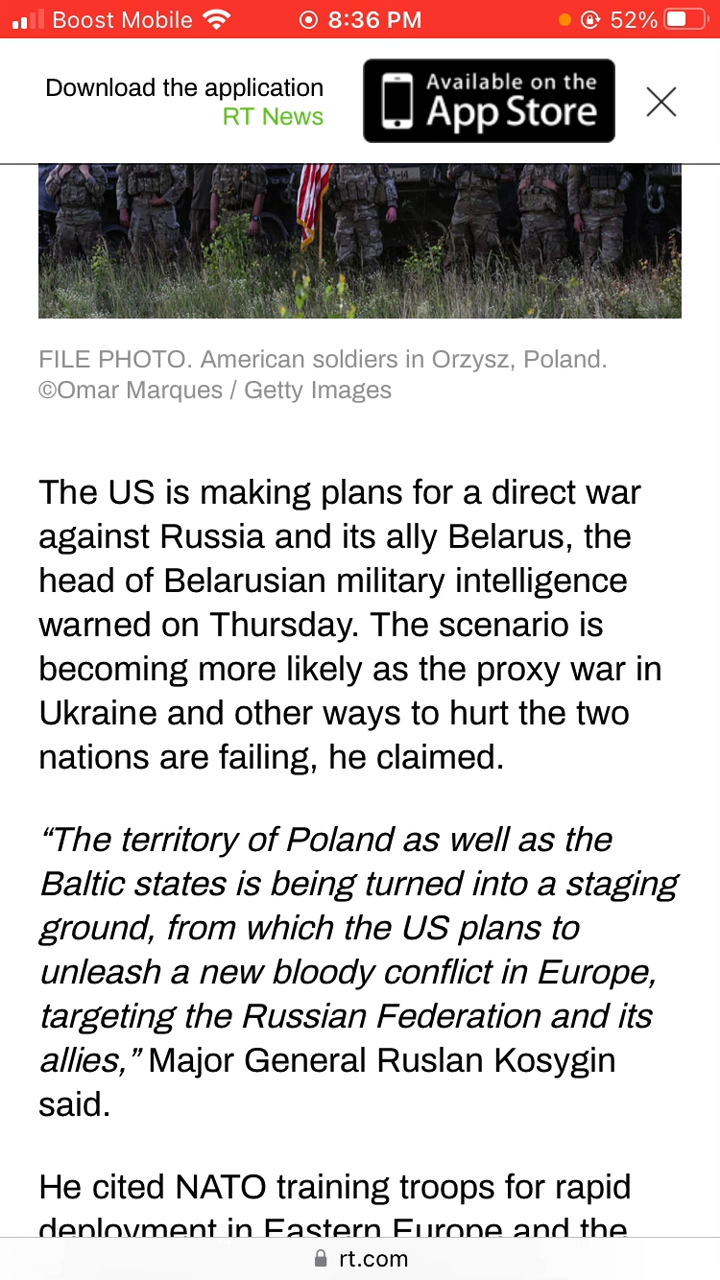 Boost Mobile 8:36 PM 52%
Download the application
RT News
Available on the
App Store
FILE PHOTO. American soldiers in Orzysz, Poland.
©Omar Marques / Getty Images
The US is making plans for a direct war
against Russia and its ally Belarus, the
head of Belarusian military intelligence
warned on Thursday. The scenario is
becoming more likely as the proxy war in
Ukraine and other ways to hurt the two
nations are failing, he claimed.
“The territory of Poland as well as the
Baltic states is being turned into a staging
ground, from which the US plans to
unleash a new bloody conflict in Europe,
targeting the Russian Federation and its
allies,” Major General Ruslan Kosygin
said.
He cited NATO training troops for rapid
deployment in Eastern Europe and the
rt.com